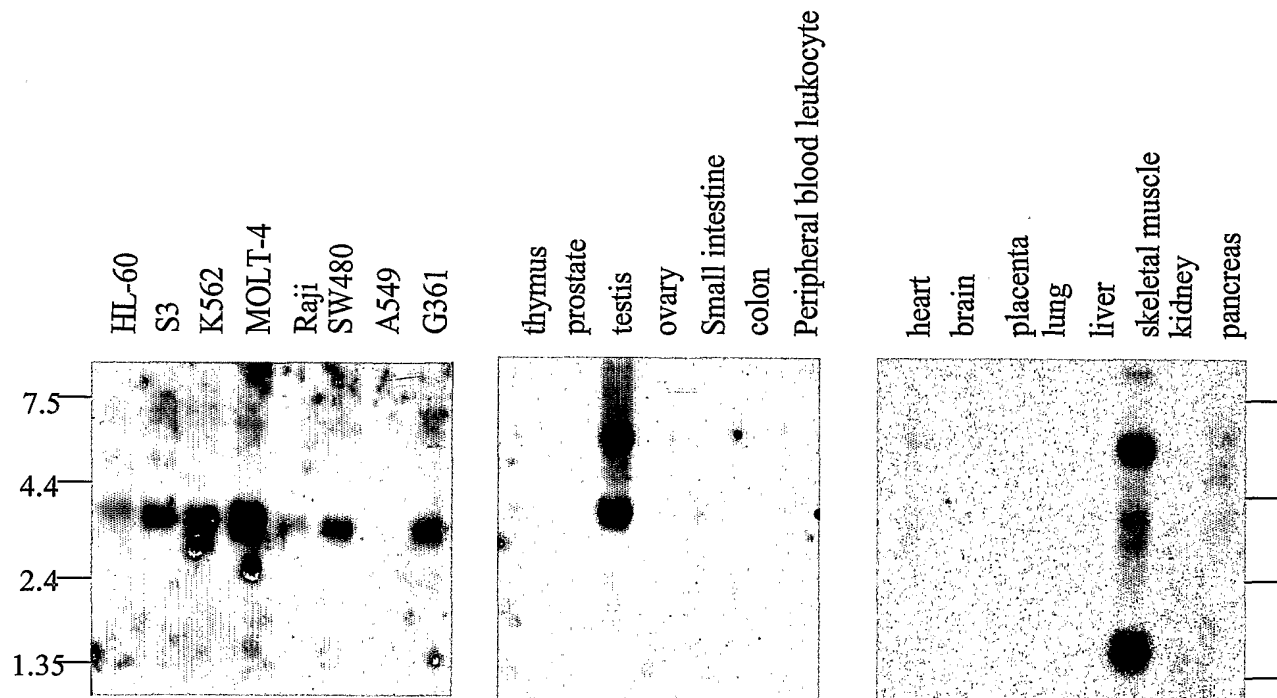 HL-60
S3
K562
MOLT-4
Raji
SW480
A549
G361
thymus
prostate
testis
ovary
Small intestine
colon
Peripheral blood leukocyte
heart
brain
placenta
lung
liver
skeletal muscle
kidney
pancreas
7.5
4.4
2.4
1.35